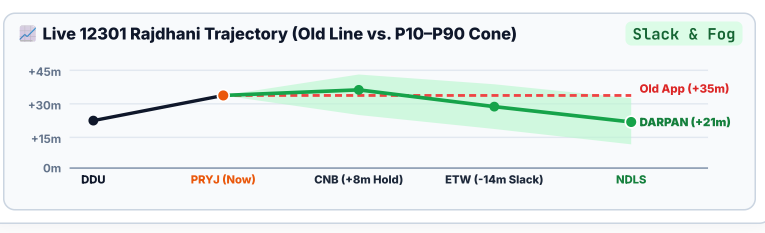 📈 Live 12301 Rajdhani Trajectory (Old Line vs. P10–P90 Cone)
Slack & Fog
+45m
Old App (+35m)
+30m
DARPAN (+21m)
+15m
0m
DDU PRYJ (Now) CNB (+8m Hold) ETW (-14m Slack) NDLS